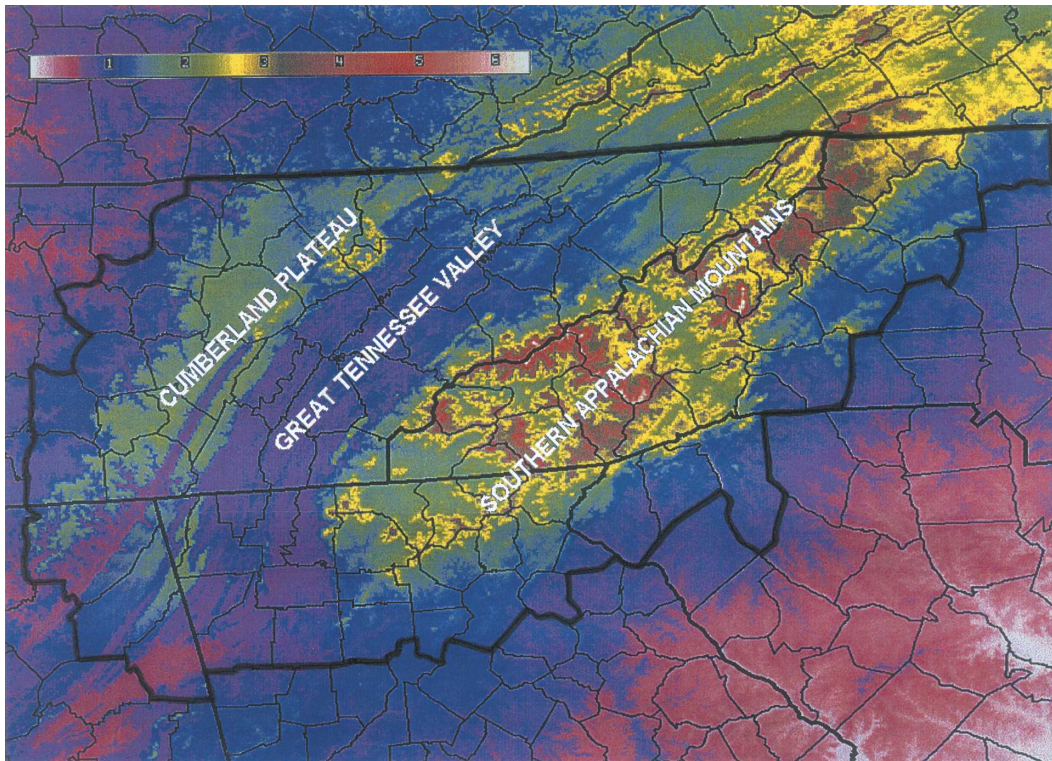 1 2 3 4 5 6
CUMBERLAND PLATEAU
GREAT TENNESSEE VALLEY
SOUTHERN APPALACHIAN MOUNTAINS